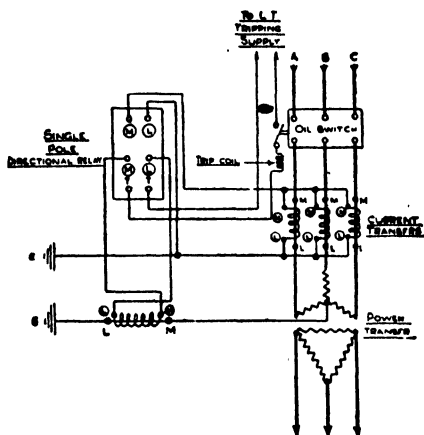 TO L T
TRIPPING
SUPPLY
A B C
OIL SWITCH
M L
SINGLE
POLE
DIRECTIONAL RELAY
M L
TRIP COIL
M M M
CURRENT
TRANSFRS
L L L
E
L M
L M
POWER
TRANSFR